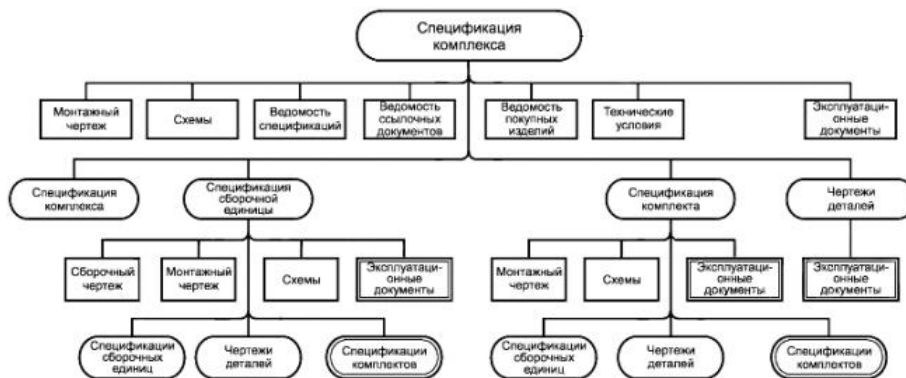 Спецификация
комплекса
Монтажный
чертеж
Схемы
Ведомость
спецификаций
Ведомость
ссылочных
документов
Ведомость
покупных
изделий
Технические
условия
Эксплуатаци-
онные
документы
Спецификация
комплекса
Спецификация
сборочной
единицы
Спецификация
комплекта
Чертежи
деталей
Сборочный
чертеж
Монтажный
чертеж
Схемы
Эксплуатаци-
онные
документы
Монтажный
чертеж
Схемы
Эксплуатаци-
онные
документы
Эксплуатаци-
онные
документы
Спецификации
сборочных
единиц
Чертежи
деталей
Спецификации
комплектов
Спецификации
сборочных
единиц
Чертежи
деталей
Спецификации
комплектов